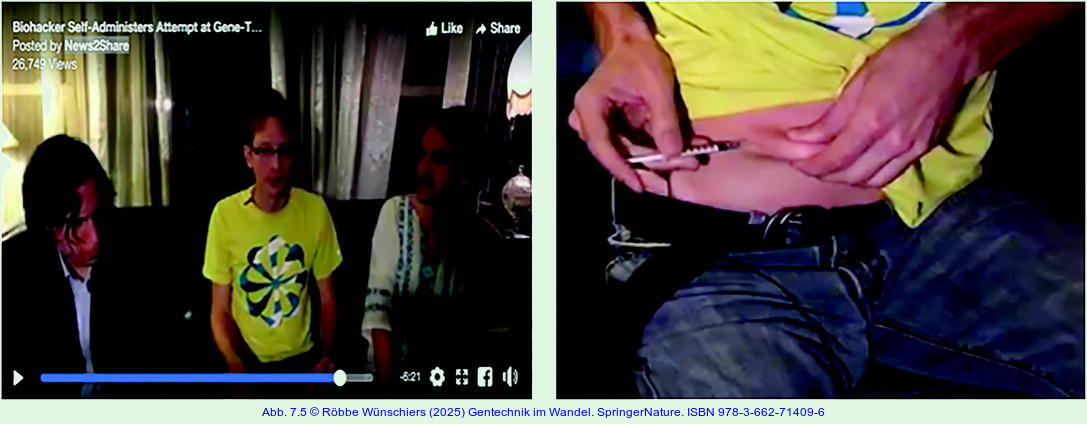 Biohacker Self-Administers Attempt at Gene-T...
Like
Share
Posted by News2Share
26,749 Views
-5:21
Abb. 7.5 © Röbbe Wünschiers (2025) Gentechnik im Wandel. SpringerNature. ISBN 978-3-662-71409-6